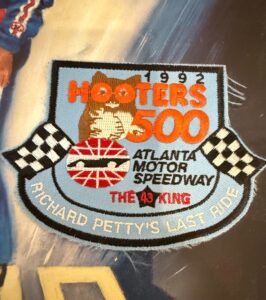 1992
HOOTERS
500
ATLANTA
MOTOR
SPEEDWAY
THE 43 KING
RICHARD PETTY'S LAST RIDE